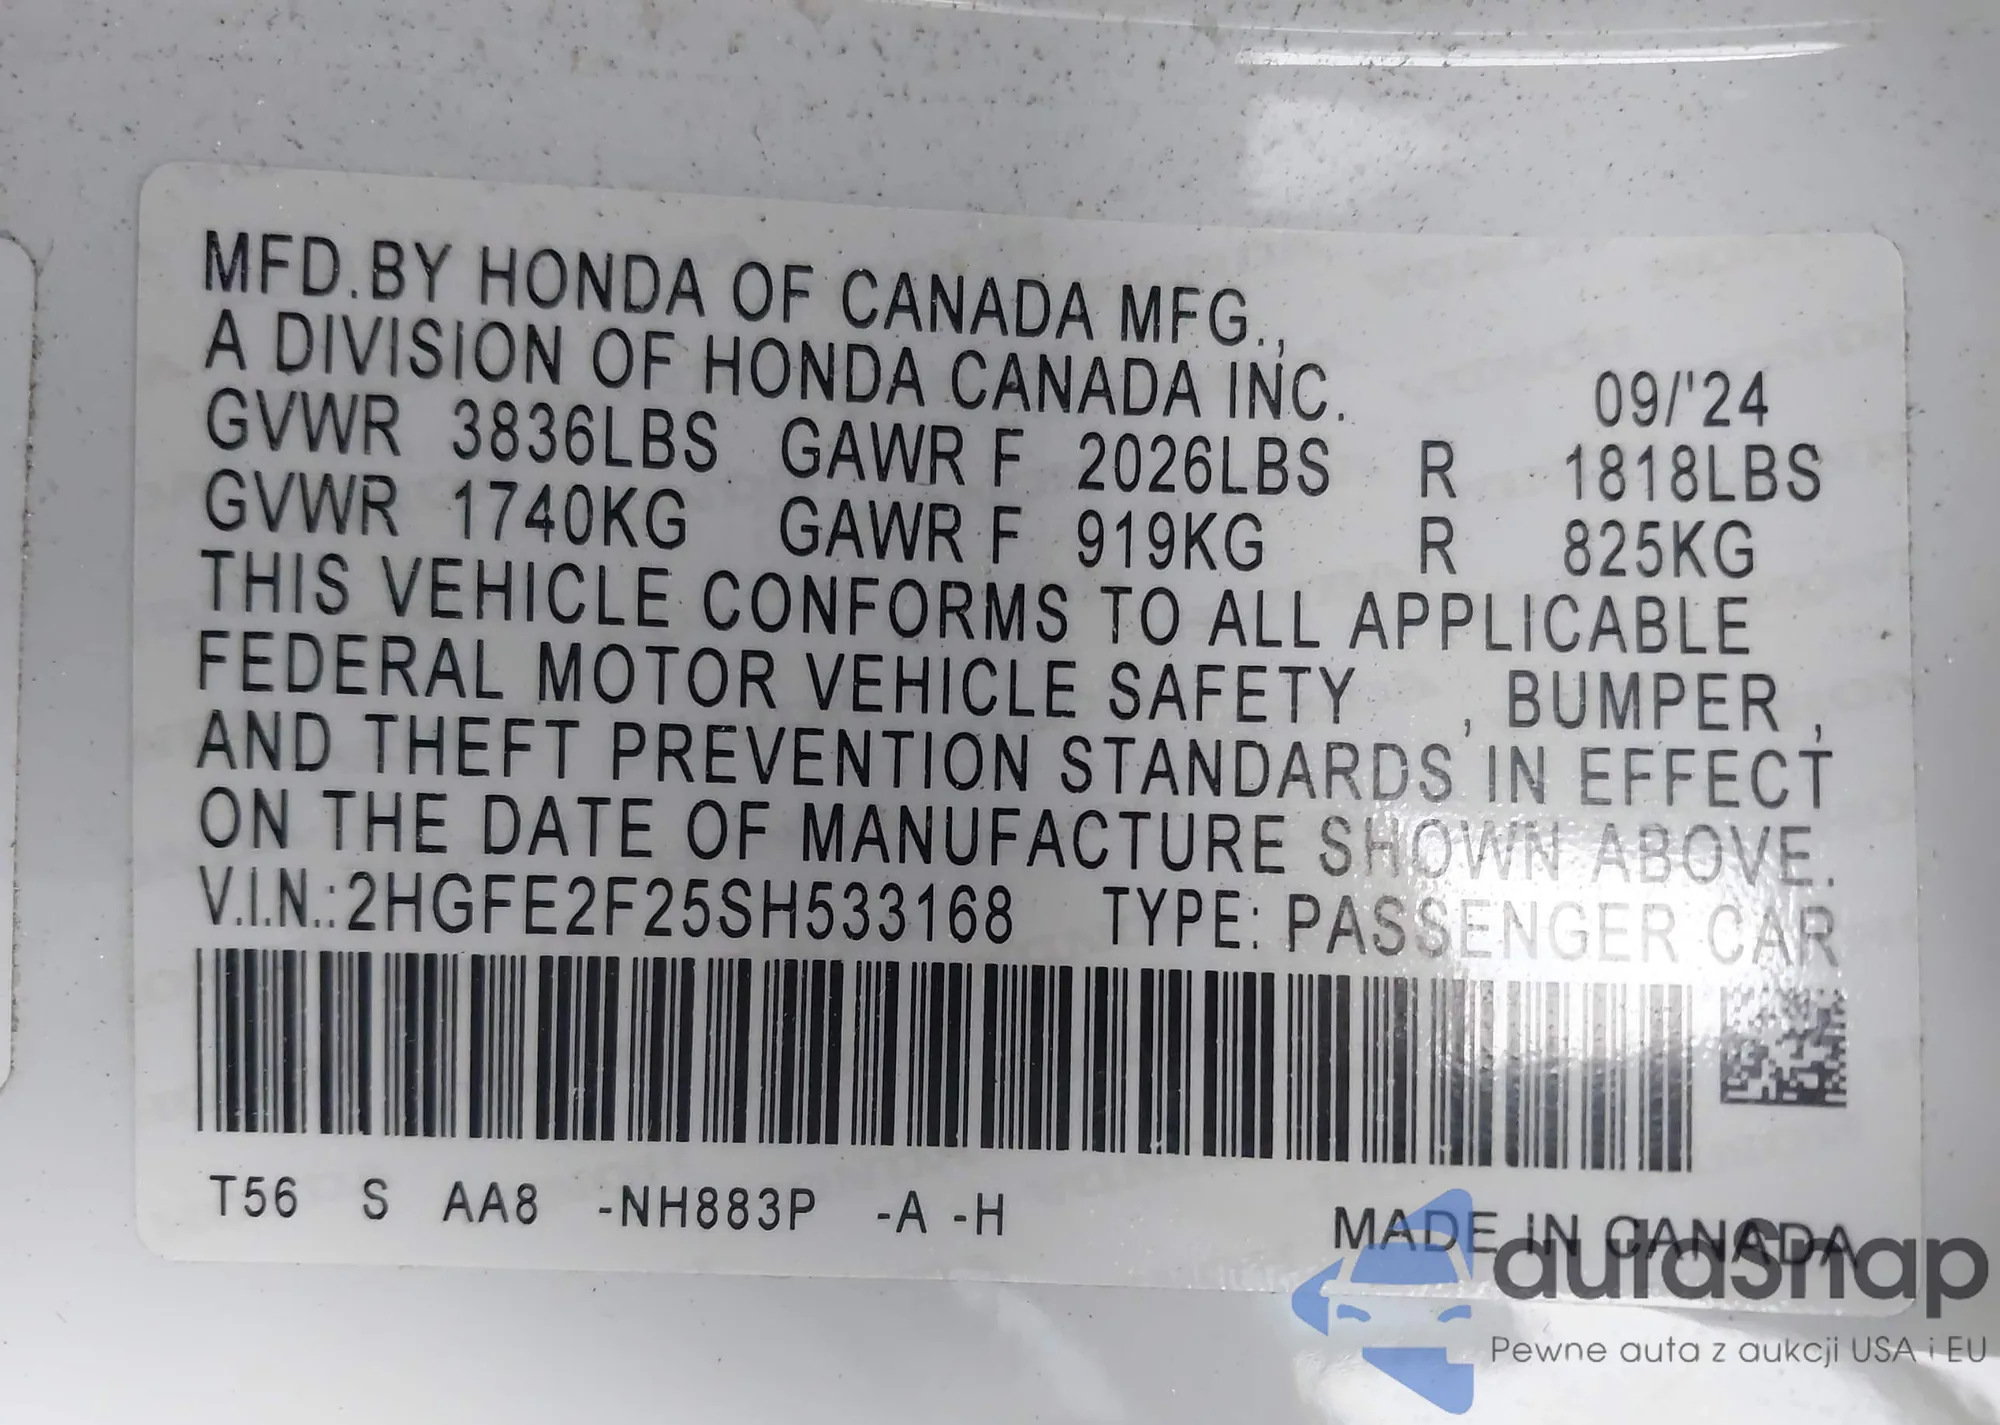 MFD.BY HONDA OF CANADA MFG.,
A DIVISION OF HONDA CANADA INC. 09/'24
GVWR 3836LBS GAWR F 2026LBS R 1818LBS
GVWR 1740KG GAWR F 919KG R 825KG
THIS VEHICLE CONFORMS TO ALL APPLICABLE
FEDERAL MOTOR VEHICLE SAFETY , BUMPER ,
AND THEFT PREVENTION STANDARDS IN EFFECT
ON THE DATE OF MANUFACTURE SHOWN ABOVE.
V.I.N.:2HGFE2F25SH533168 TYPE: PASSENGER CAR
T56 S AA8 -NH883P -A -H
MADE IN CANADA
autasnap
Pewne auta z aukcji USA i EU